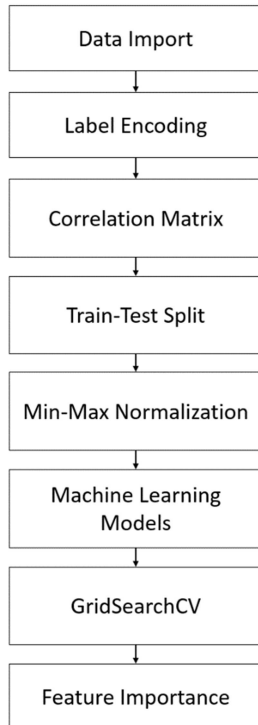 Data Import
Label Encoding
Correlation Matrix
Train-Test Split
Min-Max Normalization
Machine Learning
Models
GridSearchCV
Feature Importance